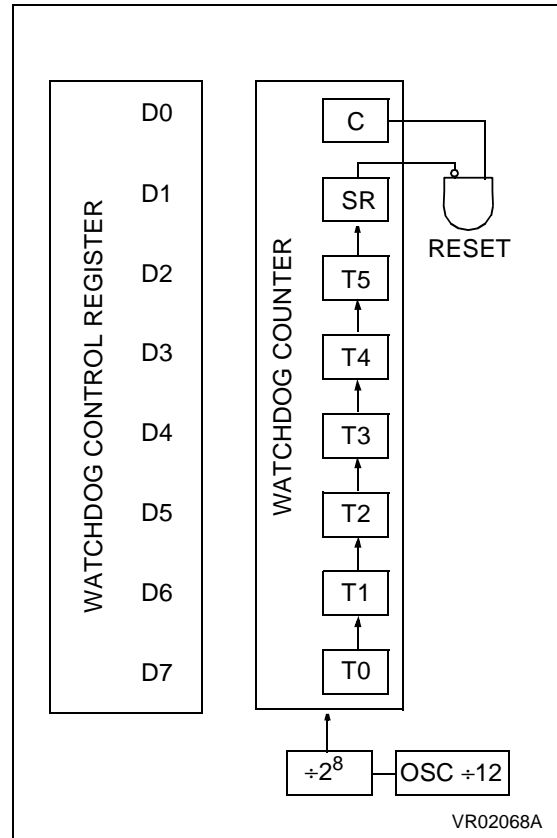 WATCHDOG CONTROL REGISTER
D0
D1
D2
D3
D4
D5
D6
D7
WATCHDOG COUNTER
C
SR
T5
T4
T3
T2
T1
T0
RESET
÷2⁸
OSC ÷12
VR02068A